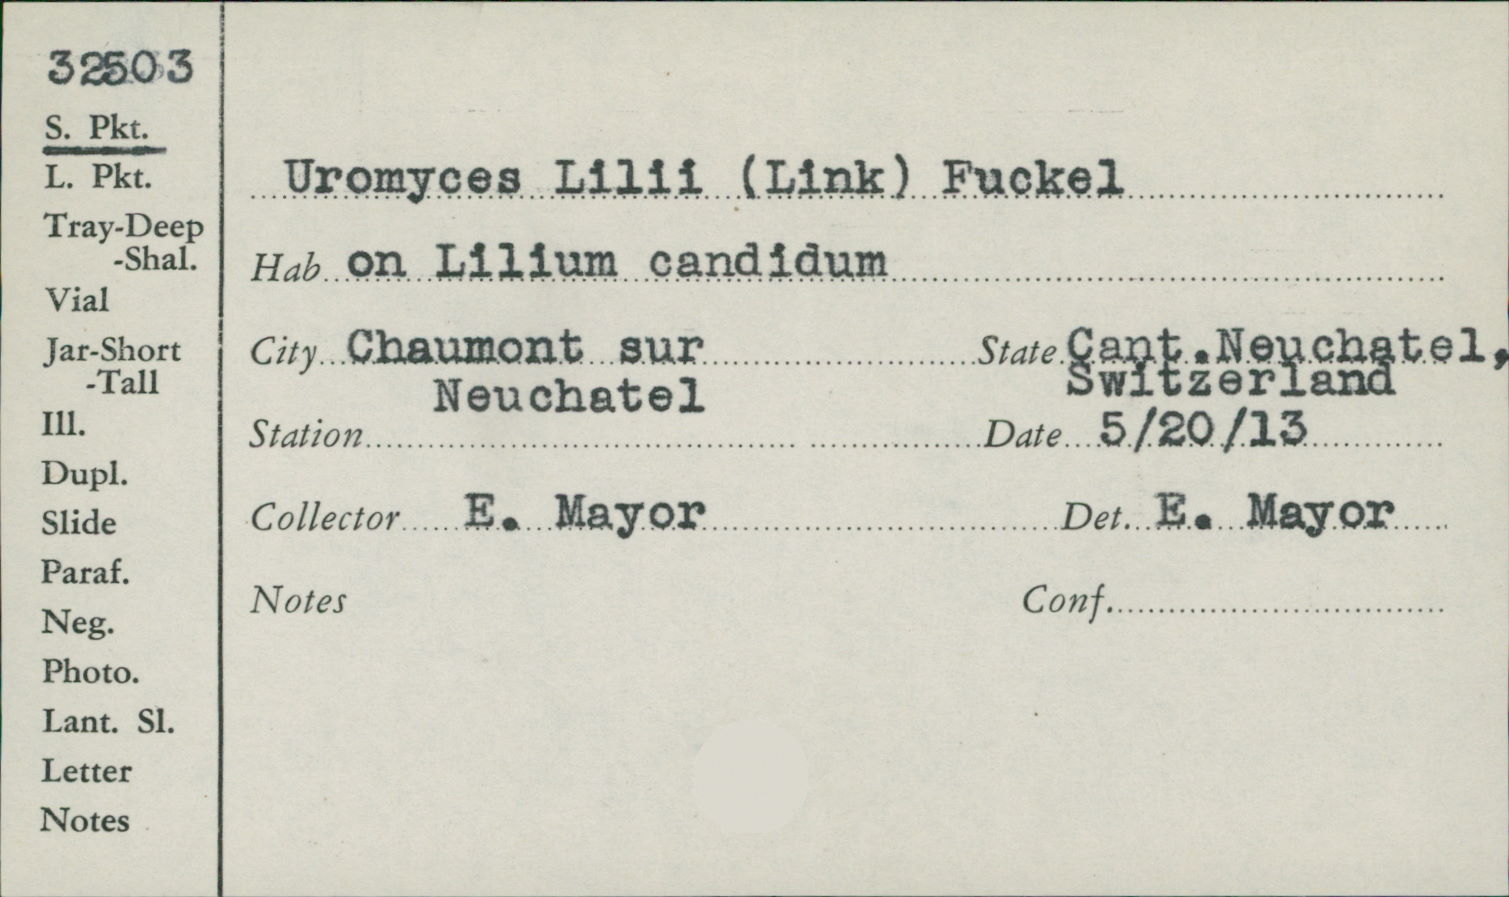 32503
S. Pkt.
L. Pkt.
Tray-Deep
-Shal.
Vial
Jar-Short
-Tall
Ill.
Dupl.
Slide
Paraf.
Neg.
Photo.
Lant. Sl.
Letter
Notes
Uromyces Lilii (Link) Fuckel
Hab on Lilium candidum
City Chaumont sur State Cant.Neuchatel,
Neuchatel Switzerland
Station Date 5/20/13
Collector E. Mayor Det. E. Mayor
Notes Conf.